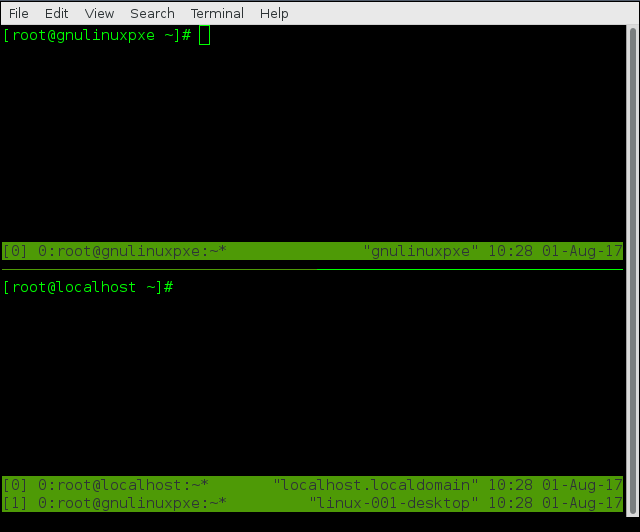 File Edit View Search Terminal Help
[root@gnulinuxpxe ~]#
[0] 0:root@gnulinuxpxe:~* "gnulinuxpxe" 10:28 01-Aug-17
[root@localhost ~]#
[0] 0:root@localhost:~* "localhost.localdomain" 10:28 01-Aug-17
[1] 0:root@gnulinuxpxe:~* "linux-001-desktop" 10:28 01-Aug-17